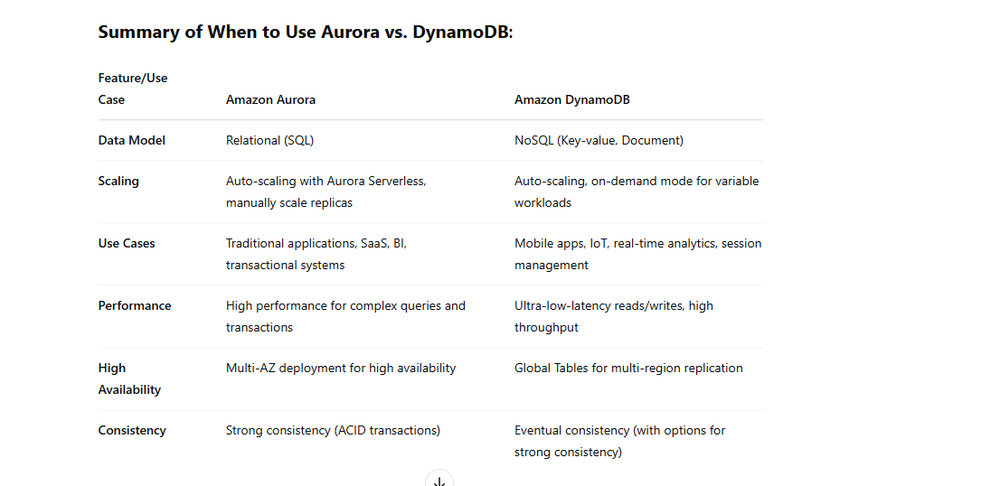 Summary of When to Use Aurora vs. DynamoDB:
Feature/Use
Case
Amazon Aurora
Amazon DynamoDB
Data Model
Relational (SQL)
NoSQL (Key-value, Document)
Scaling
Auto-scaling with Aurora Serverless,
manually scale replicas
Auto-scaling, on-demand mode for variable
workloads
Use Cases
Traditional applications, SaaS, BI,
transactional systems
Mobile apps, IoT, real-time analytics, session
management
Performance
High performance for complex queries and
transactions
Ultra-low-latency reads/writes, high
throughput
High
Availability
Multi-AZ deployment for high availability
Global Tables for multi-region replication
Consistency
Strong consistency (ACID transactions)
Eventual consistency (with options for
strong consistency)